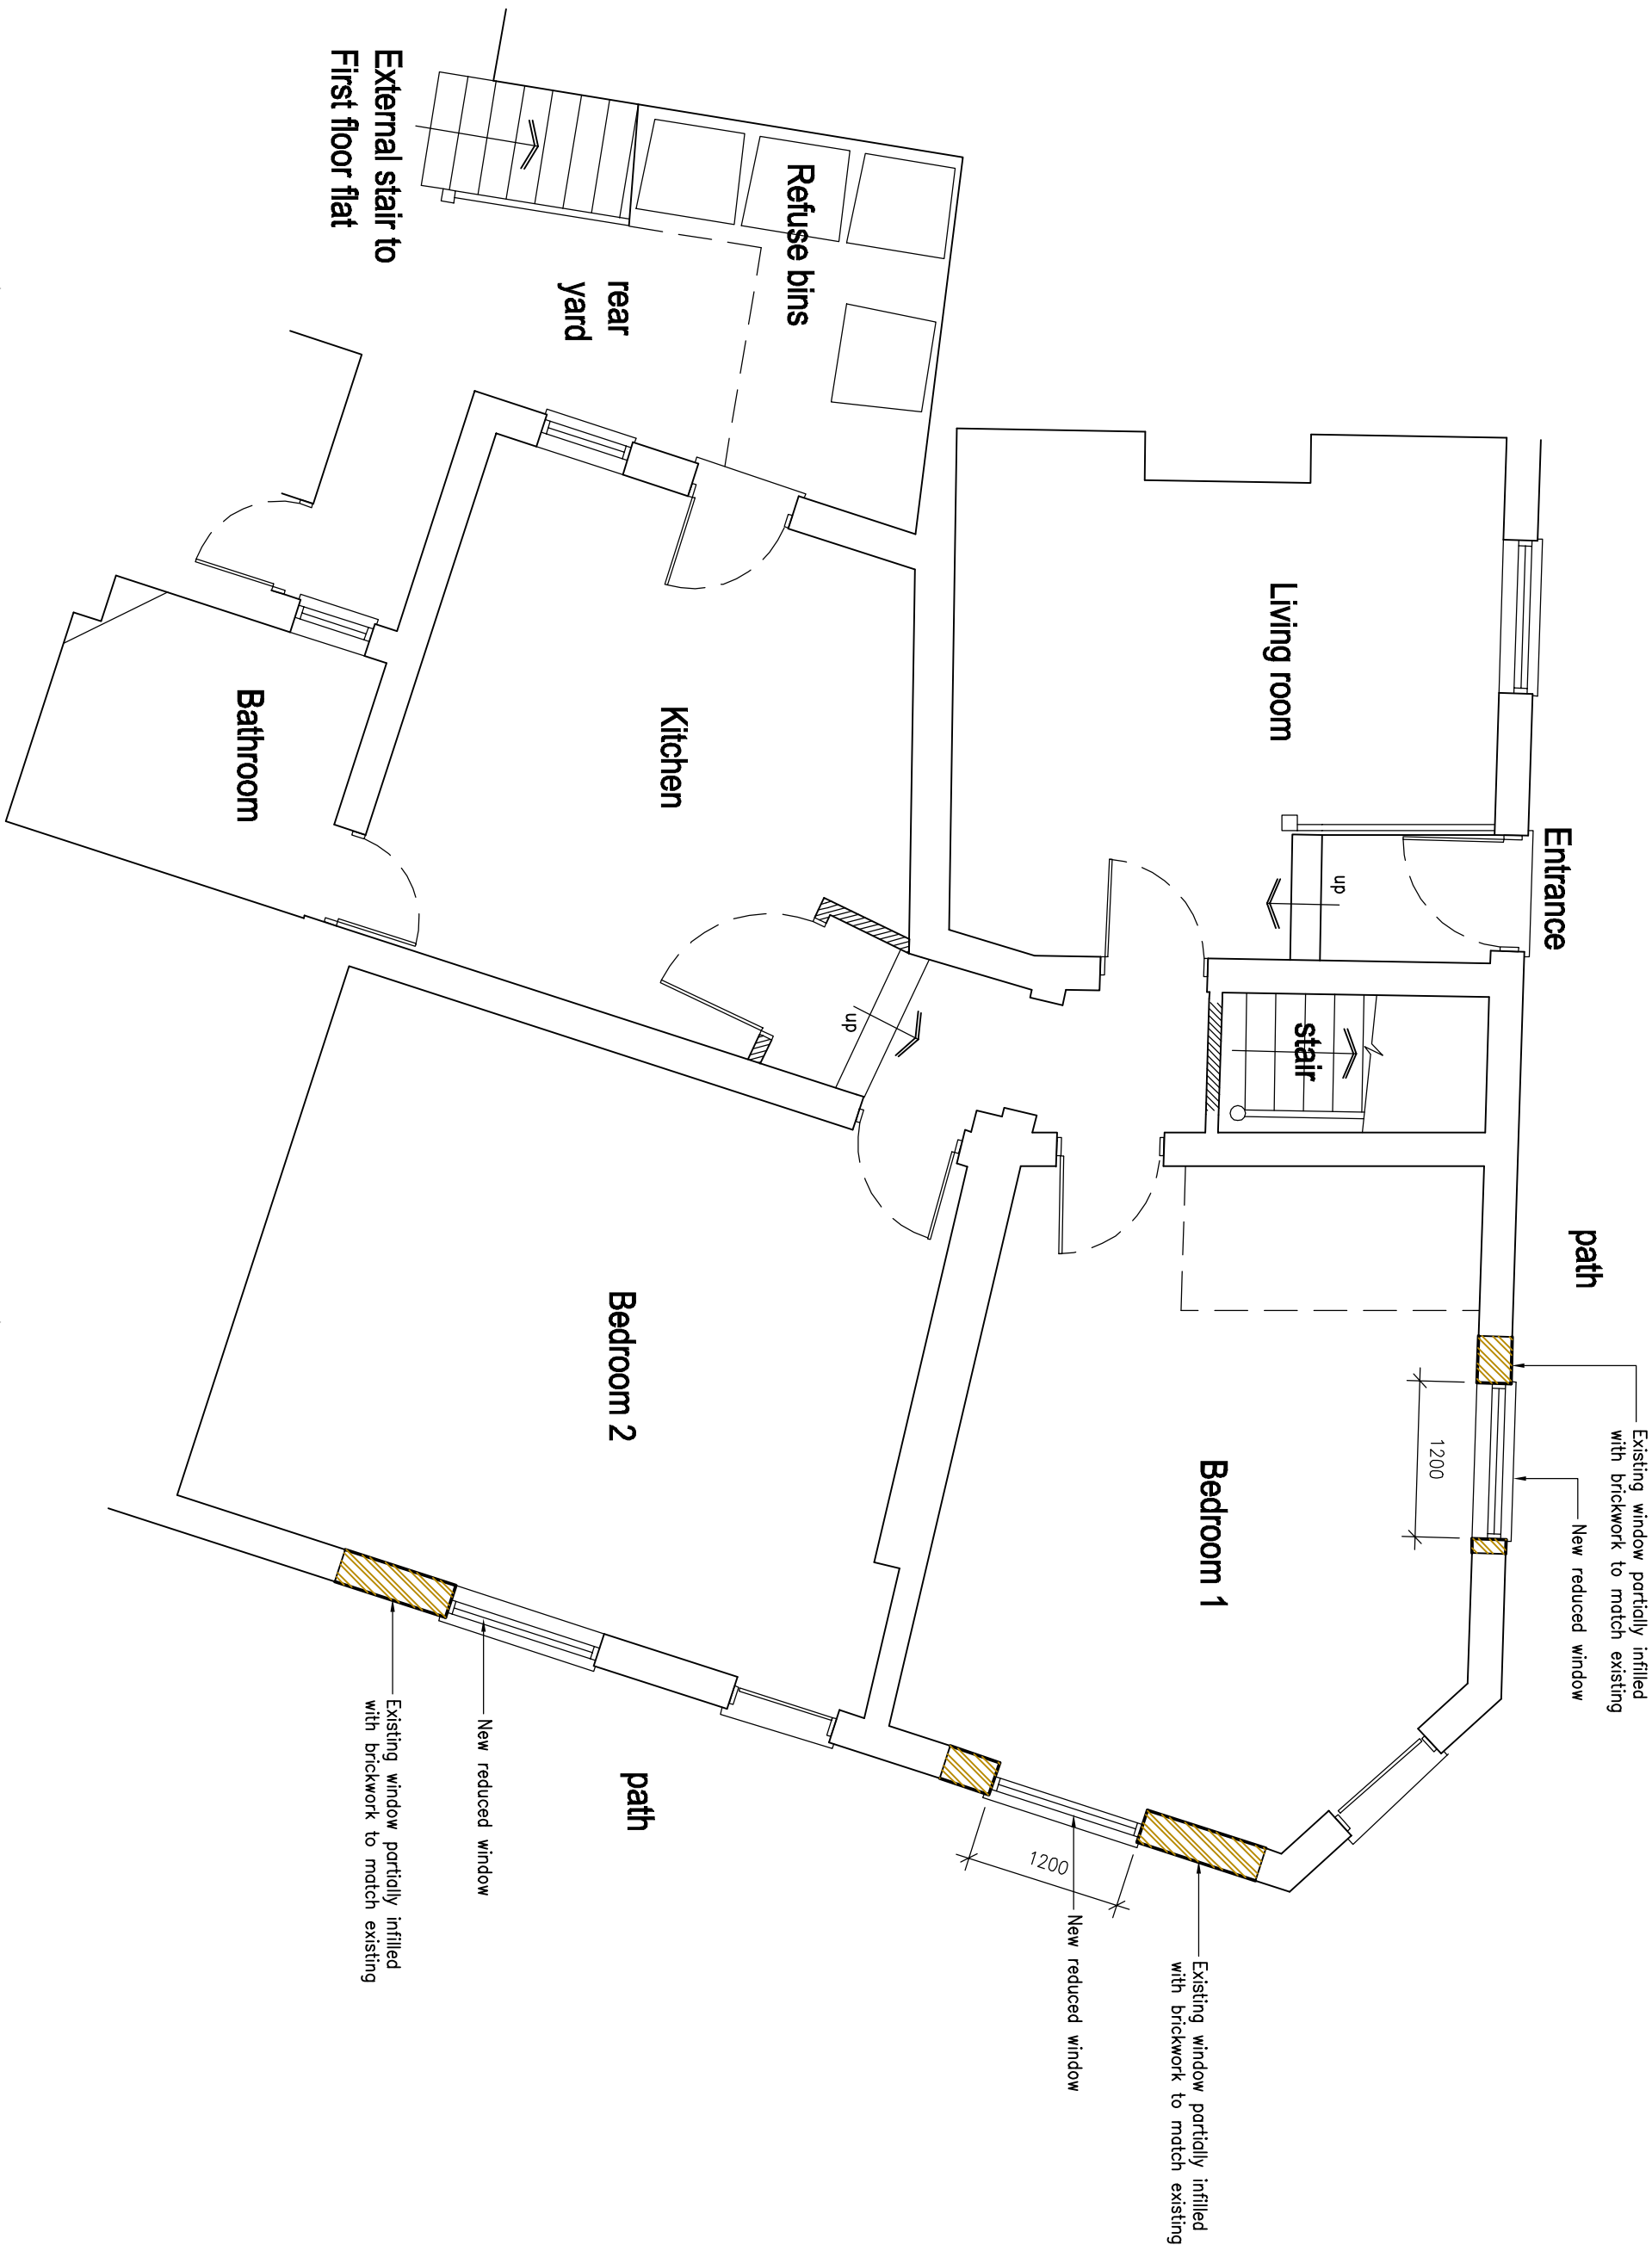 Existing window partially infilled
with brickwork to match existing
New reduced window
path
Entrance
1200
Living room
up
stair
Bedroom 1
Existing window partially infilled
with brickwork to match existing
New reduced window
1200
Refuse bins
rear
yard
External stair to
First floor flat
Kitchen
up
Bathroom
Bedroom 2
path
New reduced window
Existing window partially infilled
with brickwork to match existing